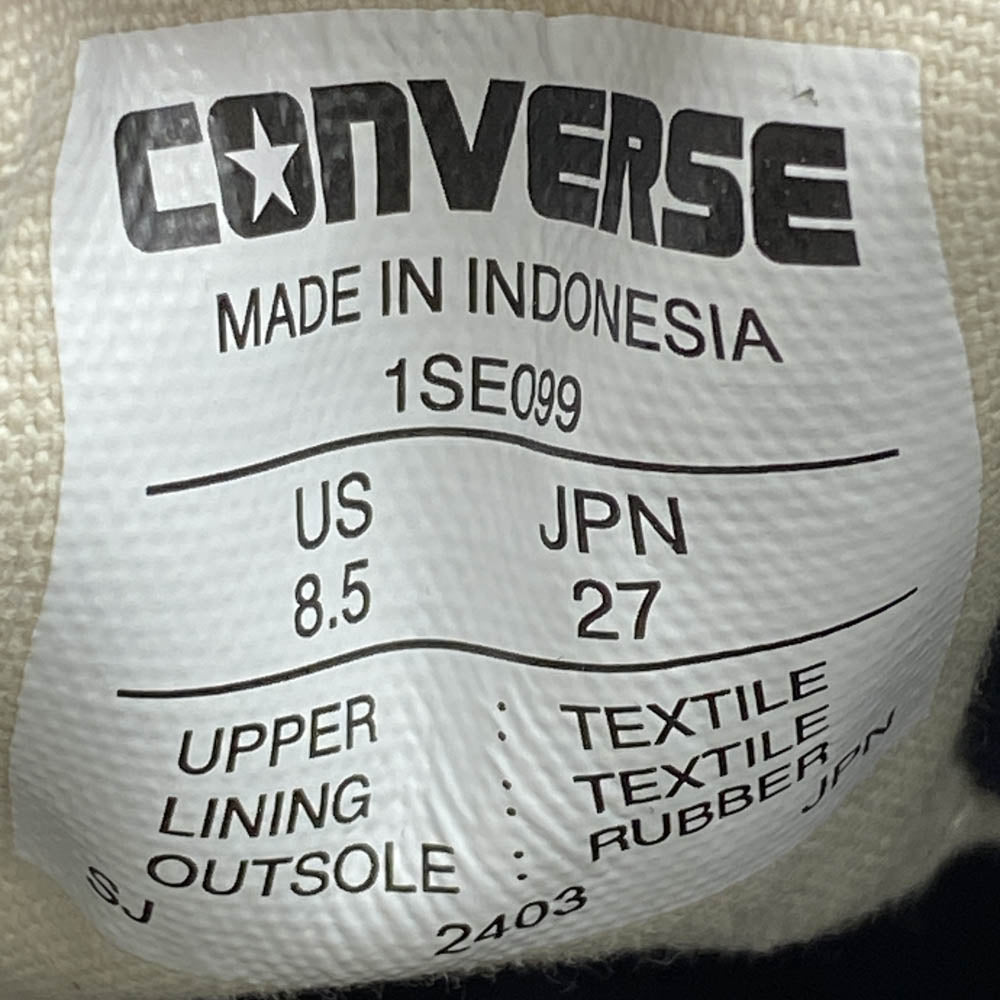 CONVERSE
MADE IN INDONESIA
1SE099
US JPN
8.5 27
UPPER : TEXTILE
LINING : TEXTILE
OUTSOLE : RUBBER
SJ 2403 JPN